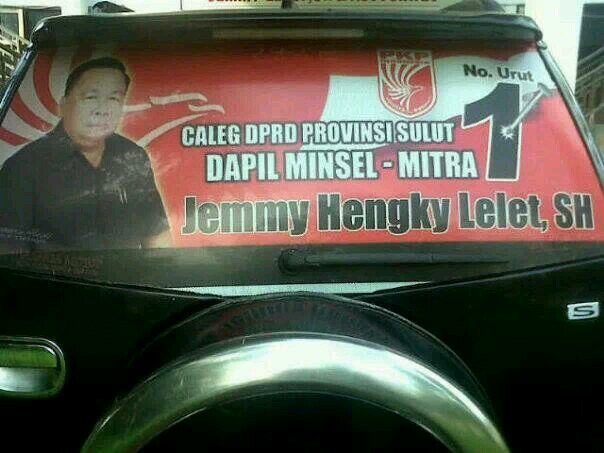 PKP
No. Urut
1
CALEG DPRD PROVINSI SULUT
DAPIL MINSEL - MITRA
Jemmy Hengky Lelet, SH
S